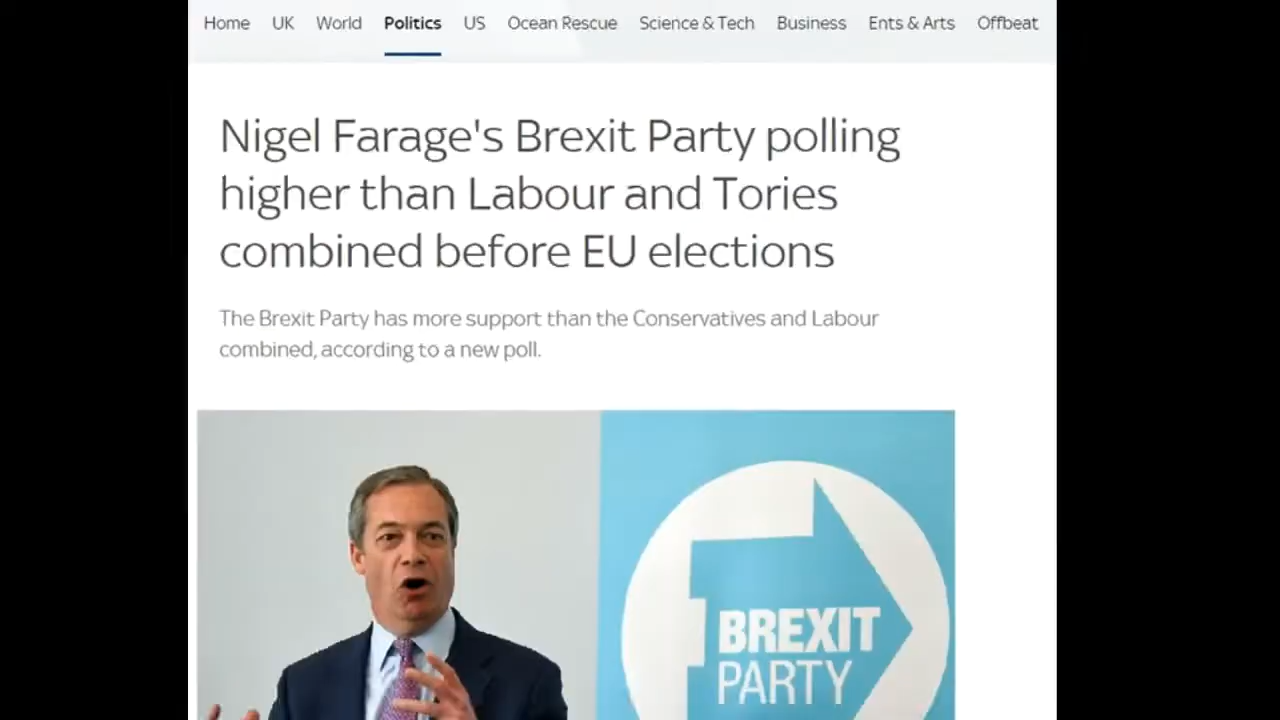 Home UK World Politics US Ocean Rescue Science & Tech Business Ents & Arts Offbeat
Nigel Farage's Brexit Party polling
higher than Labour and Tories
combined before EU elections
The Brexit Party has more support than the Conservatives and Labour
combined, according to a new poll.
BREXIT
PARTY